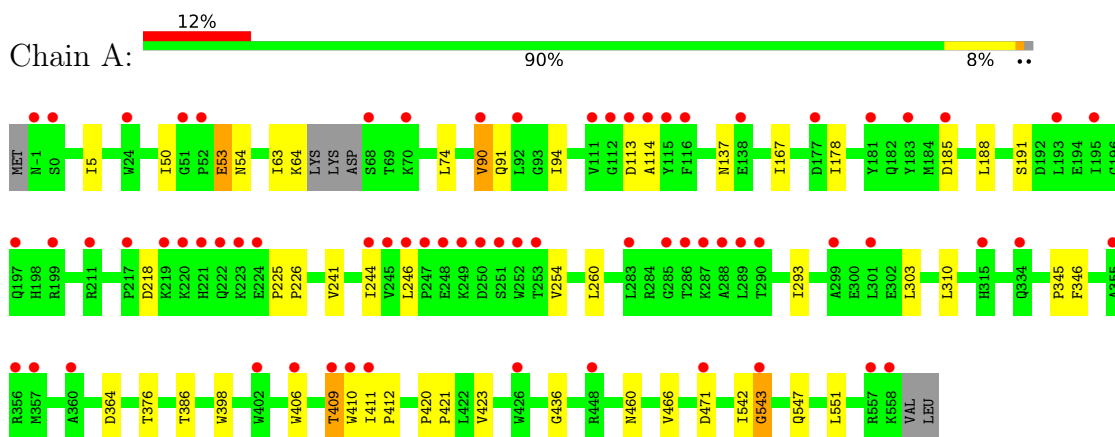 12%
Chain A:
90% 8% ••
MET N-1 S0 W24 I5 I50 G51 P52 E53 N54 I63 K64 LYS LYS ASP S68 T69 K70 L74 V90 Q91 L92 G93 I94 V111 G112 D113 A114 Y115 F116 N137 E138 I167 D177 I178 Y181 Q182 Y183 M184 D185 L188 S191 D192 L193 E194 I195 G196
Q197 H198 R199 R211 P217 D218 K219 K220 H221 Q222 K223 E224 P225 P226 V241 I244 V245 L246 P247 E248 K249 D250 S251 W252 T253 V254 L260 L283 R284 G285 T286 K287 A288 L289 T290 I293 A299 E300 L301 E302 L303 L310 H315 Q334 P345 F346 A355
R356 M357 A360 D364 T376 T386 W398 W402 W406 T409 W410 I411 P412 P420 P421 L422 V423 W426 G436 R448 N460 V466 D471 I542 G543 Q547 L551 R557 K558 VAL LEU